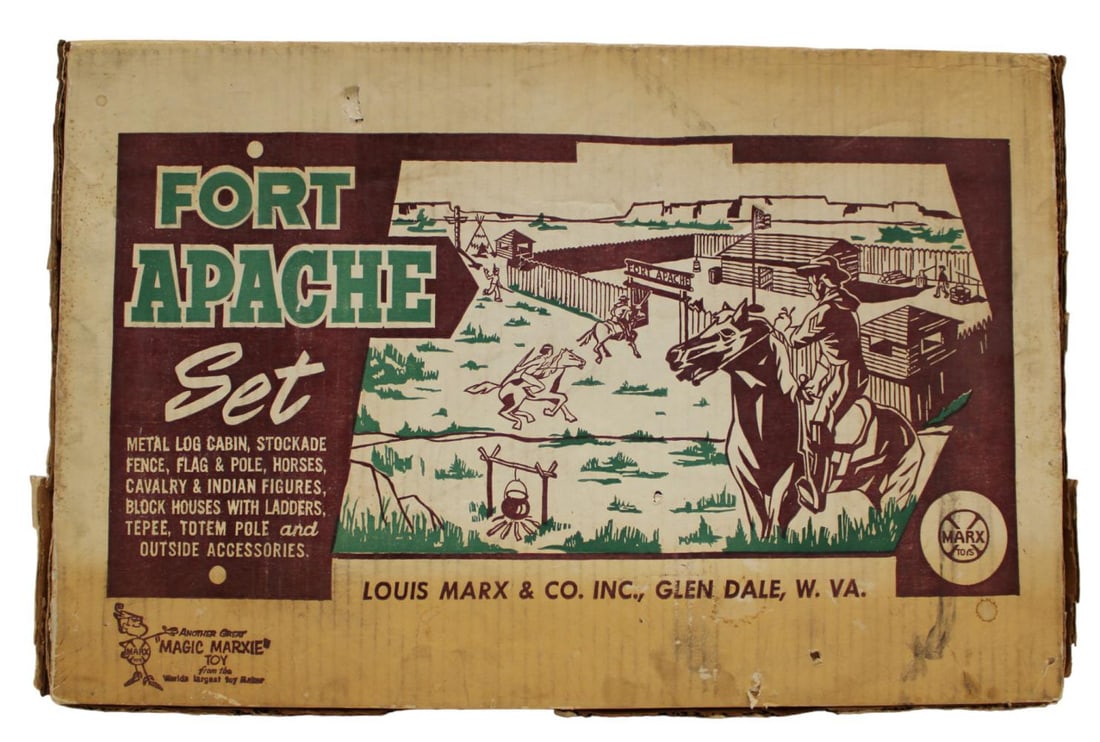 FORT
APACHE
Set
METAL LOG CABIN, STOCKADE
FENCE, FLAG & POLE, HORSES,
CAVALRY & INDIAN FIGURES,
BLOCK HOUSES WITH LADDERS,
TEPEE, TOTEM POLE and
OUTSIDE ACCESSORIES.
FORT APACHE
MARX
TOYS
LOUIS MARX & CO. INC., GLEN DALE, W. VA.
MARX
ANOTHER GREAT
"MAGIC MARXIE"
TOY
from the
Worlds largest Toy Maker